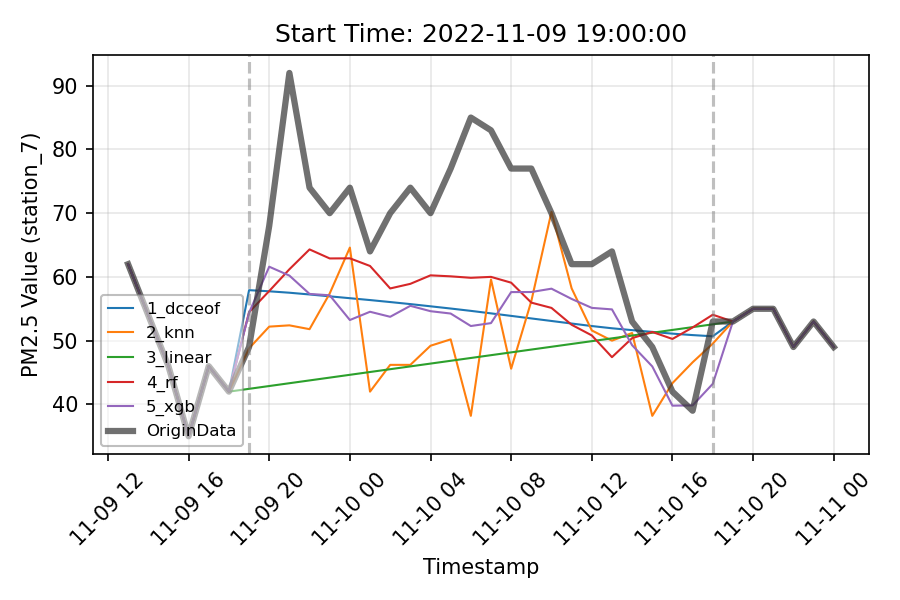 Start Time: 2022-11-09 19:00:00
PM2.5 Value (station_7)
90
80
70
60
50
40
1_dcceof
2_knn
3_linear
4_rf
5_xgb
OriginData
11-09 12
11-09 16
11-09 20
11-10 00
11-10 04
11-10 08
11-10 12
11-10 16
11-10 20
11-11 00
Timestamp